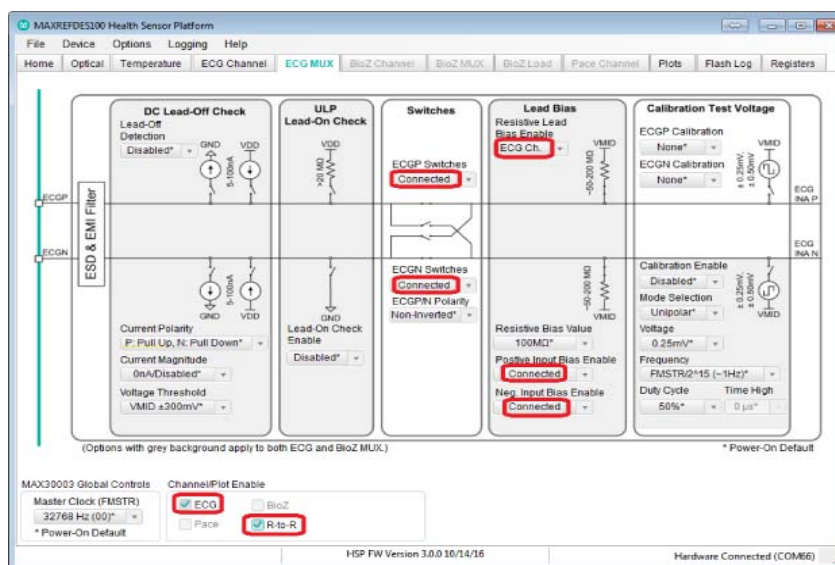 MAXREFDES100 Health Sensor Platform
File Device Options Logging Help
Home Optical Temperature ECG Channel ECG MUX BioZ Channel BioZ MUX BioZ Load Pace Channel Plots Flash Log Registers
DC Lead-Off Check
Lead-Off
Detection
Disabled*
GND VDD
5-100nA
ULP
Lead-On Check
VDD
>20 MΩ
Switches
ECGP Switches
Connected
Lead Bias
Resistive Lead
Bias Enable
ECG Ch.
VMID
~50-200 MΩ
Calibration Test Voltage
ECGP Calibration
None*
ECGN Calibration
None*
VMID
± 0.25mV,
± 0.50mV
ECGP
ECG
INA P
ESD & EMI Filter
ECGN
ECG
INA N
5-100nA
GND VDD
Current Polarity
P: Pull Up, N: Pull Down*
Current Magnitude
0nA/Disabled*
Voltage Threshold
VMID ±300mV*
GND
Lead-On Check
Enable
Disabled*
ECGN Switches
Connected
ECGP/N Polarity
Non-Inverted*
~50-200 MΩ
VMID
Resistive Bias Value
100MΩ*
Postive Input Bias Enable
Connected
Neg. Input Bias Enable
Connected
Calibration Enable
Disabled*
Mode Selection
Unipolar*
± 0.25mV,
± 0.50mV
VMID
Voltage
0.25mV*
Frequency
FMSTR/2^15 (~1Hz)*
Duty Cycle Time High
50%* 0 µs*
(Options with grey background apply to both ECG and BioZ MUX.)
* Power-On Default
MAX30003 Global Controls
Master Clock (FMSTR)
32768 Hz (00)*
* Power-On Default
Channel/Plot Enable
ECG BioZ
Pace R-to-R
HSP FW Version 3.0.0 10/14/16
Hardware Connected (COM66)